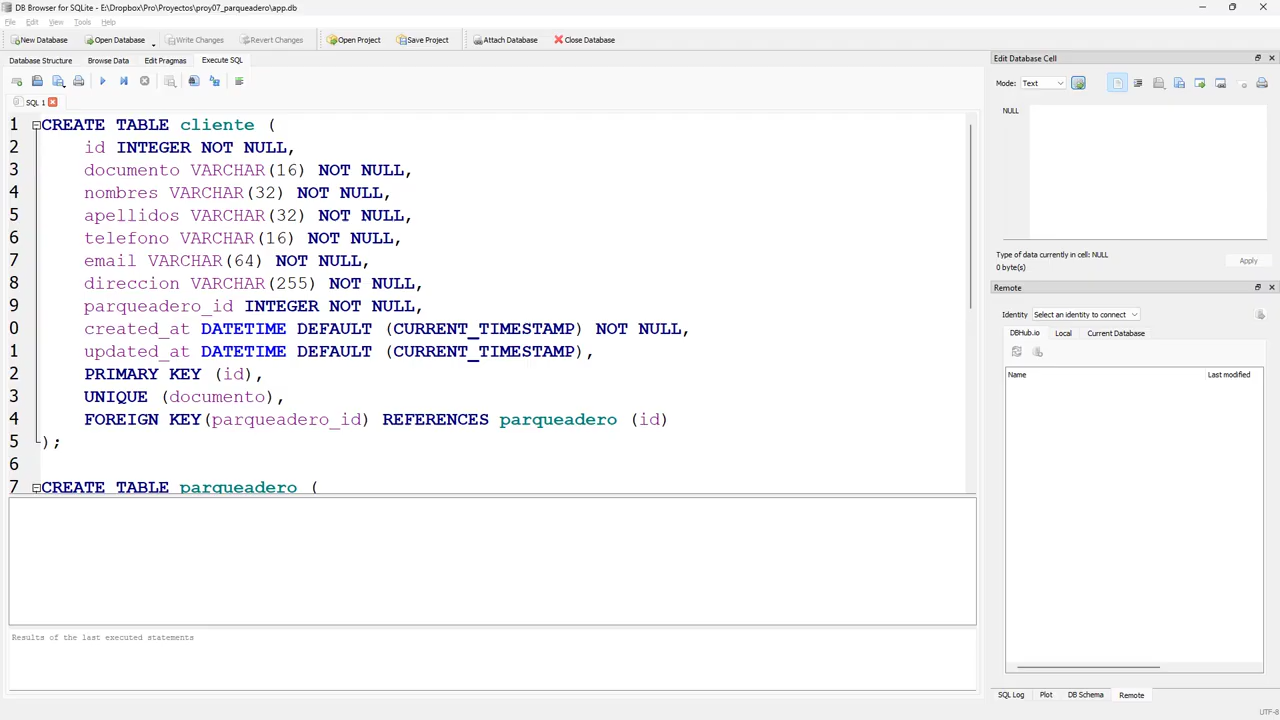 DB Browser for SQLite - E:\Dropbox\Pro\Proyectos\proy07_parqueadero\app.db
File Edit View Tools Help
New Database Open Database Write Changes Revert Changes Open Project Save Project Attach Database Close Database
Database Structure Browse Data Edit Pragmas Execute SQL
SQL 1
1 CREATE TABLE cliente (
2 id INTEGER NOT NULL,
3 documento VARCHAR(16) NOT NULL,
4 nombres VARCHAR(32) NOT NULL,
5 apellidos VARCHAR(32) NOT NULL,
6 telefono VARCHAR(16) NOT NULL,
7 email VARCHAR(64) NOT NULL,
8 direccion VARCHAR(255) NOT NULL,
9 parqueadero_id INTEGER NOT NULL,
0 created_at DATETIME DEFAULT (CURRENT_TIMESTAMP) NOT NULL,
1 updated_at DATETIME DEFAULT (CURRENT_TIMESTAMP),
2 PRIMARY KEY (id),
3 UNIQUE (documento),
4 FOREIGN KEY(parqueadero_id) REFERENCES parqueadero (id)
5 );
6
7 CREATE TABLE parqueadero (
Results of the last executed statements
Edit Database Cell
Mode: Text
NULL
Type of data currently in cell: NULL
0 byte(s)
Apply
Remote
Identity Select an identity to connect
DBHub.io Local Current Database
Name Last modified
SQL Log Plot DB Schema Remote
UTF-8